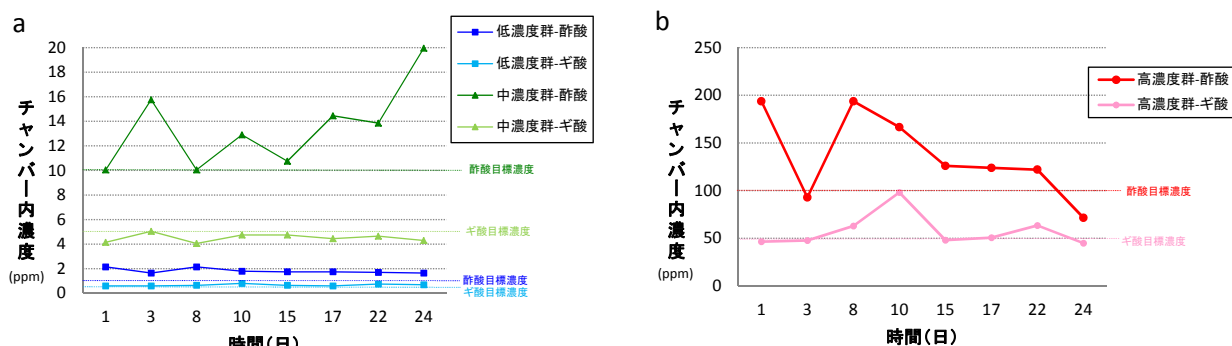 a
20
18
16
14
12
10
8
6
4
2
0
チャンバー内濃度
(ppm)
1 3 8 10 15 17 22 24
時間(日)
低濃度群-酢酸
低濃度群-ギ酸
中濃度群-酢酸
中濃度群-ギ酸
酢酸目標濃度
ギ酸目標濃度
酢酸目標濃度
ギ酸目標濃度
b
250
200
150
100
50
0
チャンバー内濃度
(ppm)
1 3 8 10 15 17 22 24
時間(日)
高濃度群-酢酸
高濃度群-ギ酸
酢酸目標濃度
ギ酸目標濃度